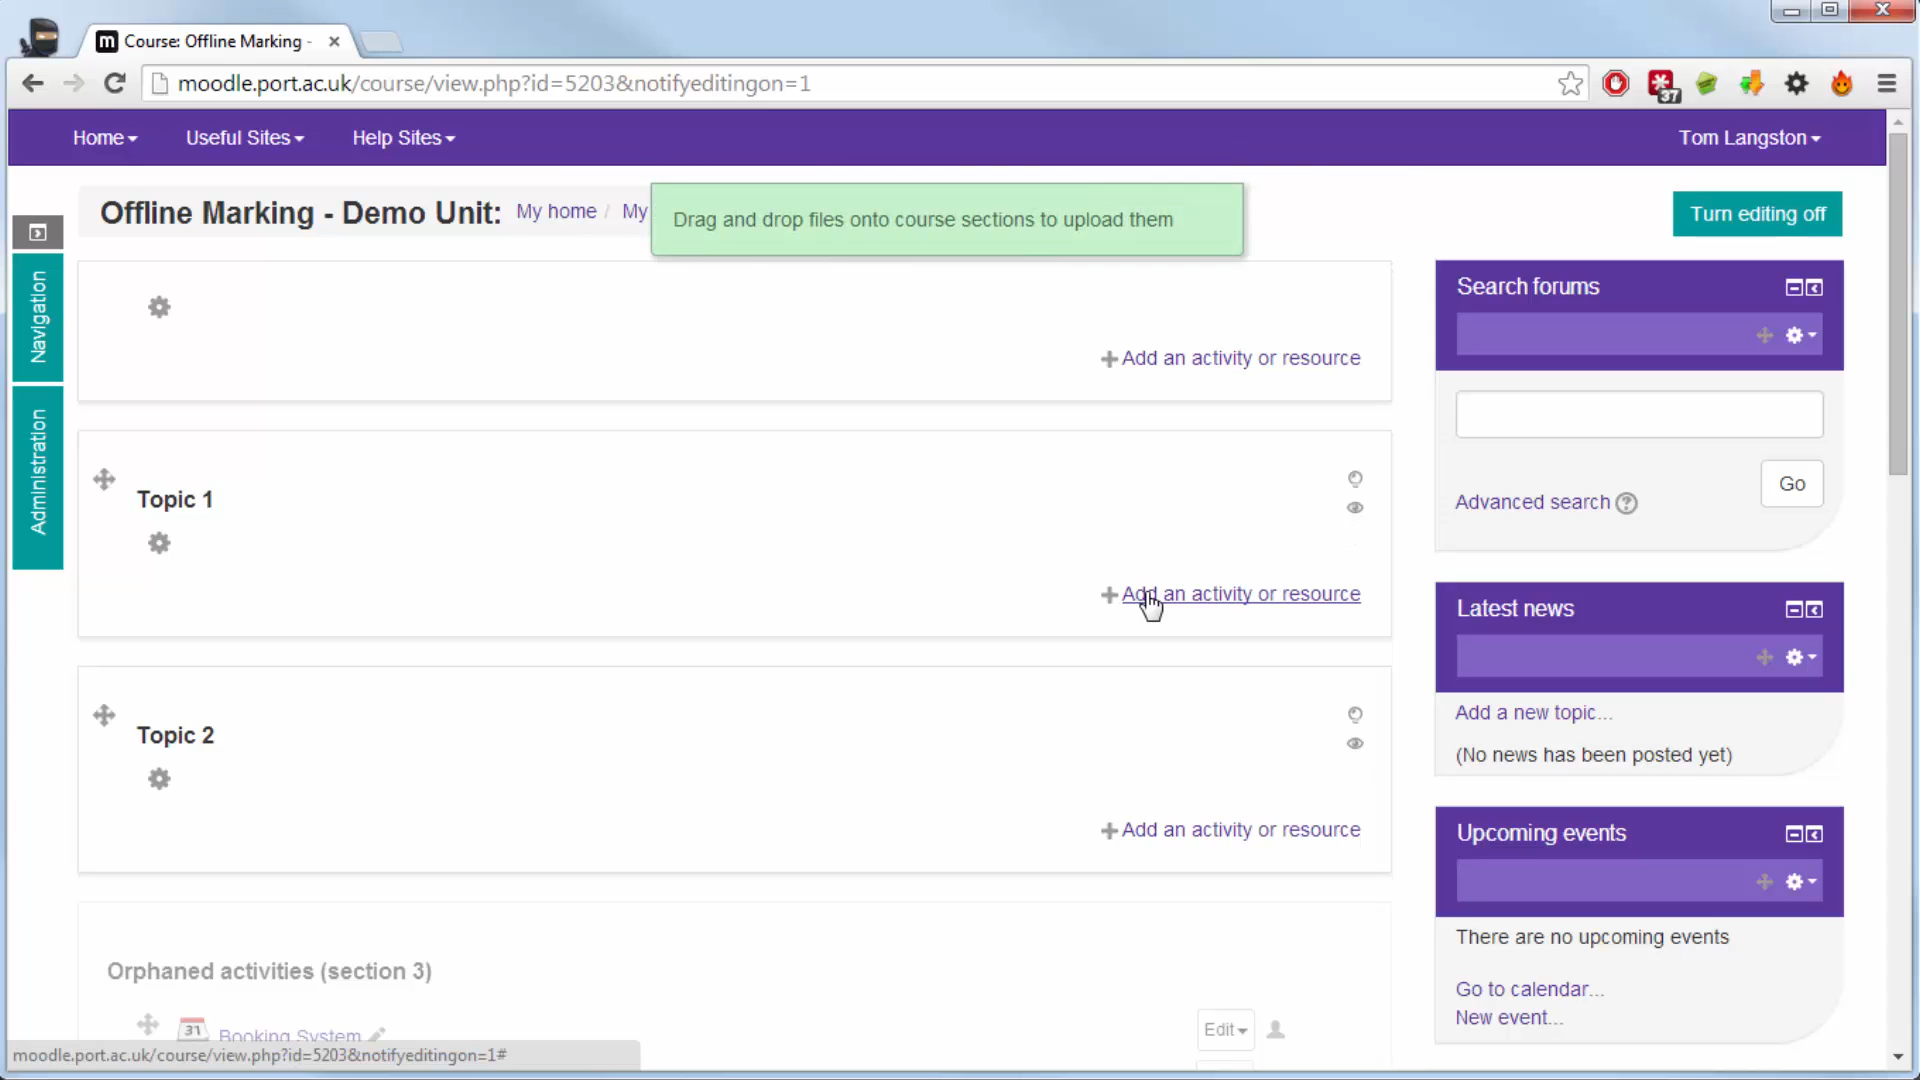 Course: Offline Marking -
moodle.port.ac.uk/course/view.php?id=5203&notifyeditingon=1
37
Home
Useful Sites
Help Sites
Tom Langston
Offline Marking - Demo Unit:
My home / My
Drag and drop files onto course sections to upload them
Turn editing off
Navigation
Administration
Add an activity or resource
Topic 1
Add an activity or resource
Topic 2
Add an activity or resource
Orphaned activities (section 3)
31
Booking System
Edit
Search forums
Go
Advanced search
Latest news
Add a new topic...
(No news has been posted yet)
Upcoming events
There are no upcoming events
Go to calendar...
New event...
moodle.port.ac.uk/course/view.php?id=5203&notifyeditingon=1#